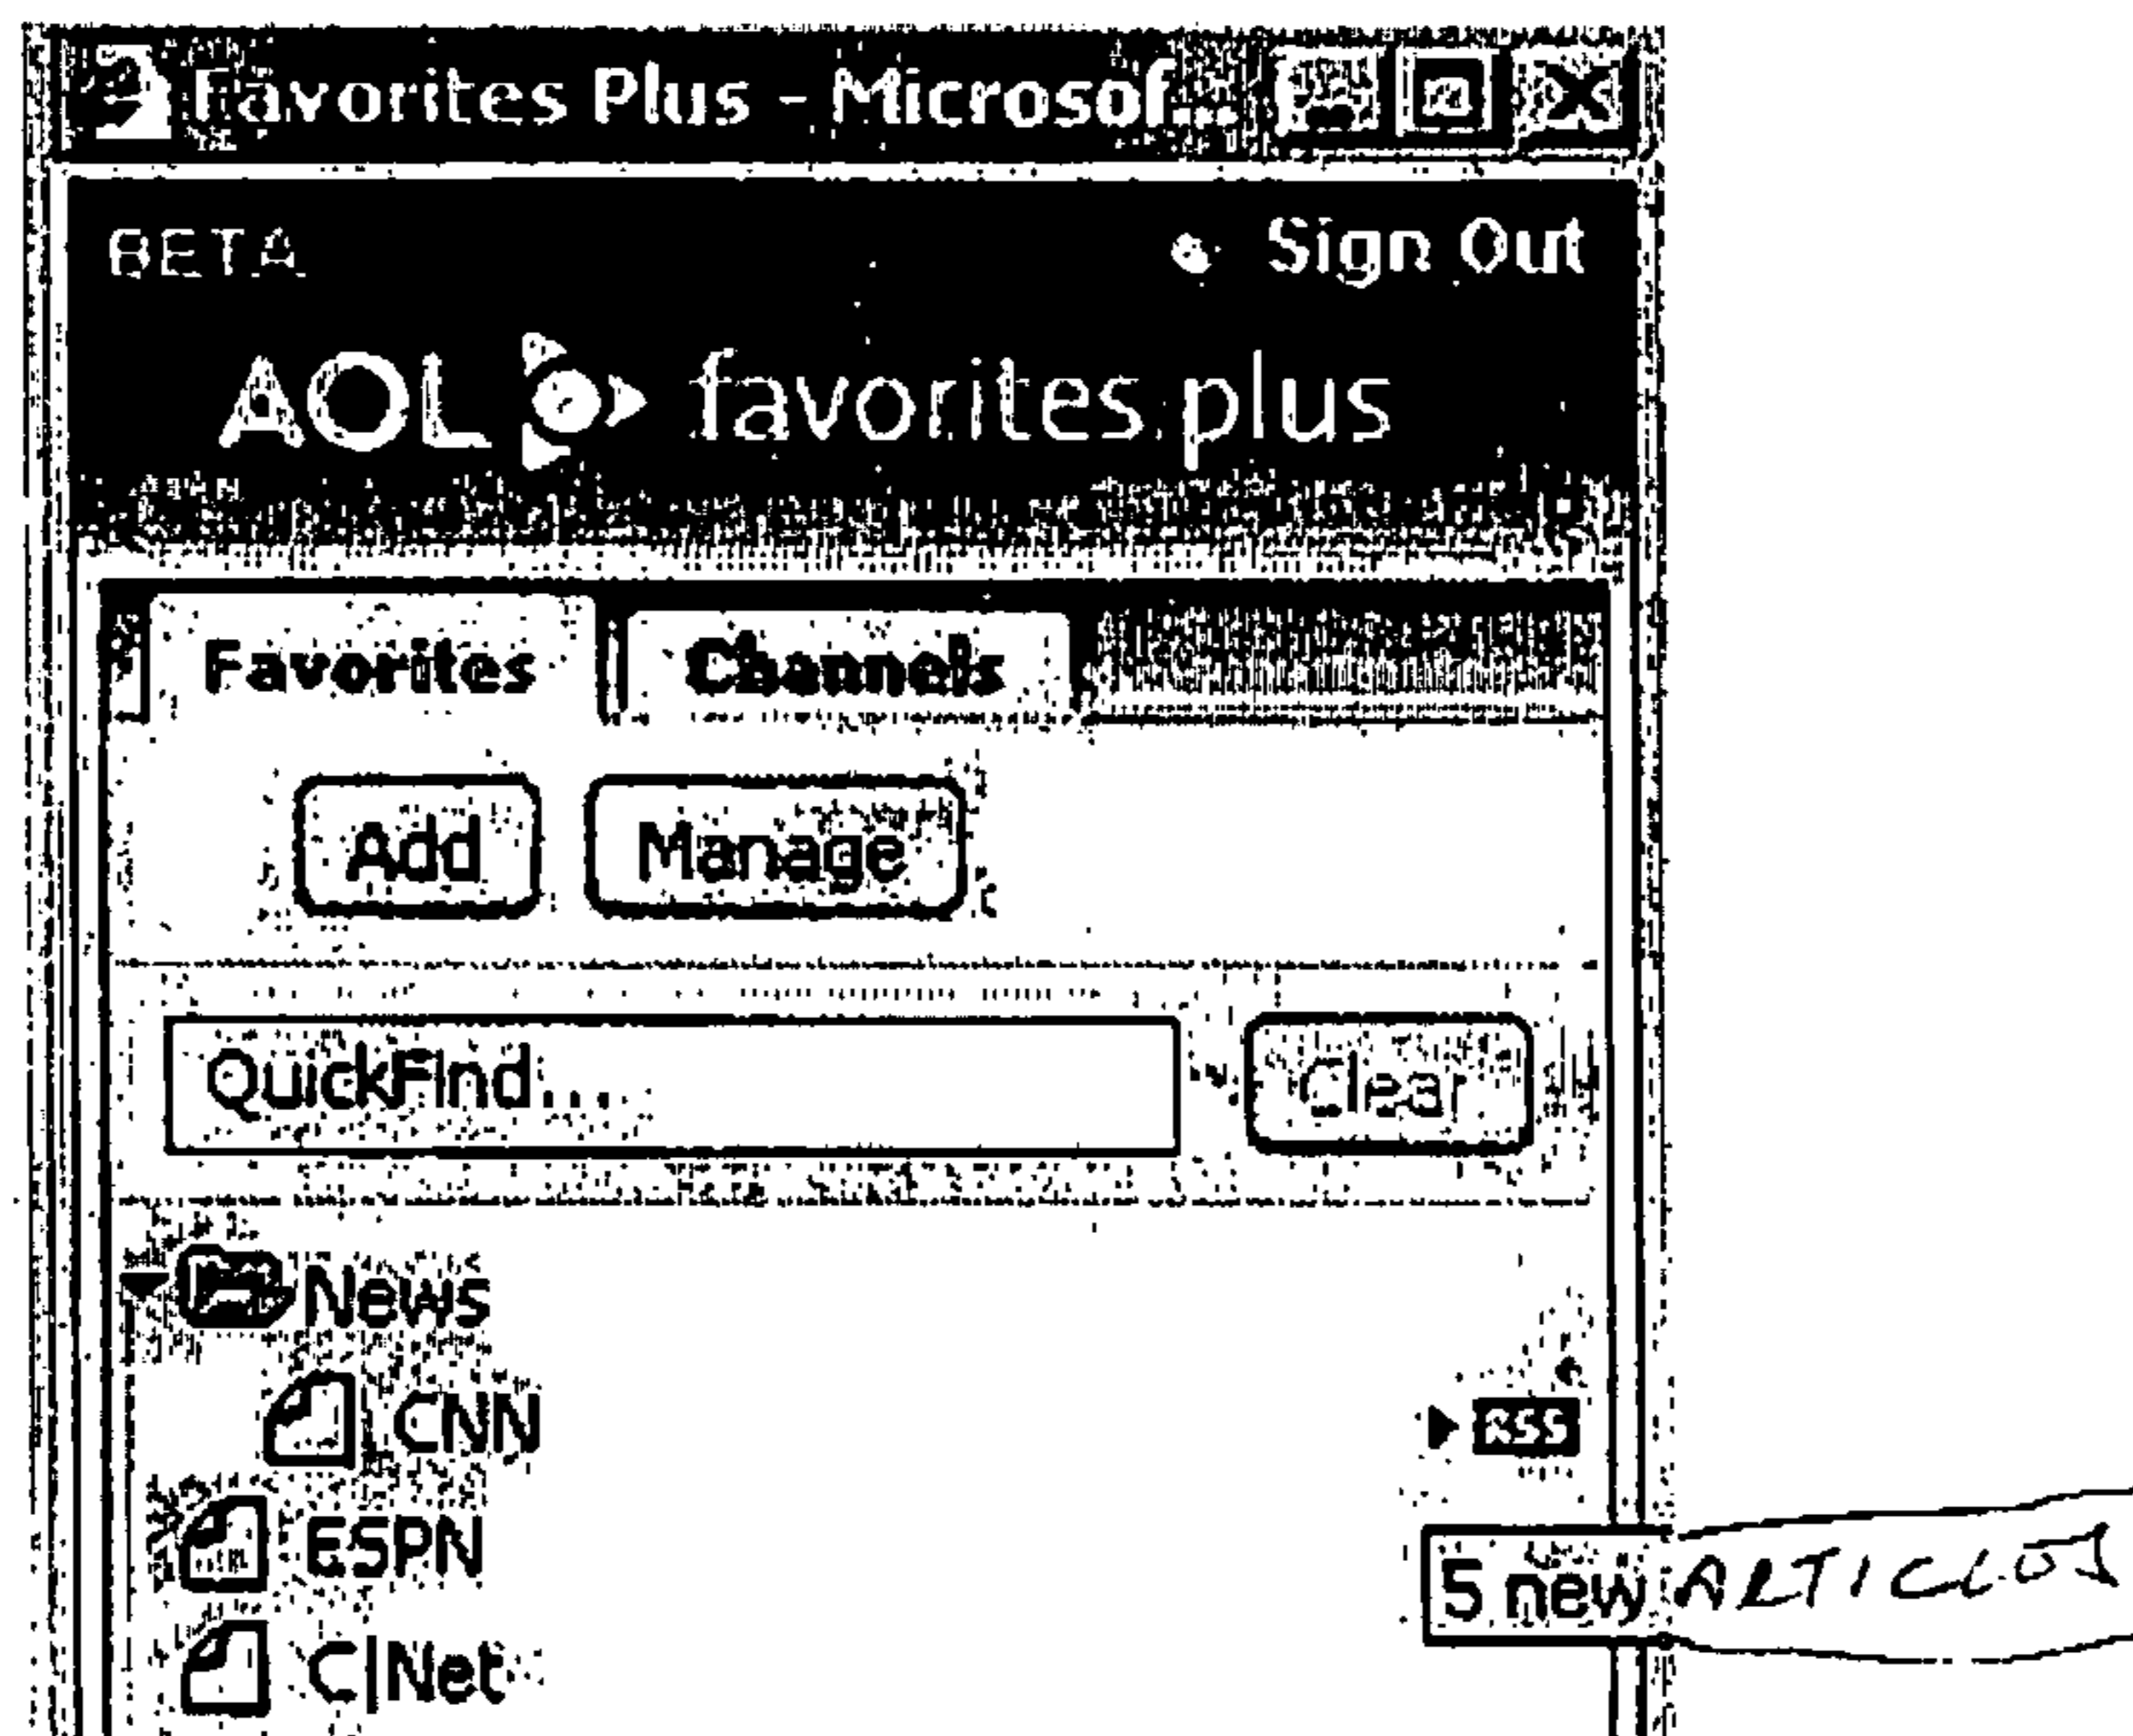 Favorites Plus - Microsof...
BETA
Sign Out
AOL favorites plus
Favorites Channels
Add Manage
QuickFind... Clear
News
CNN RSS
ESPN
5 new ARTICLES
C|Net